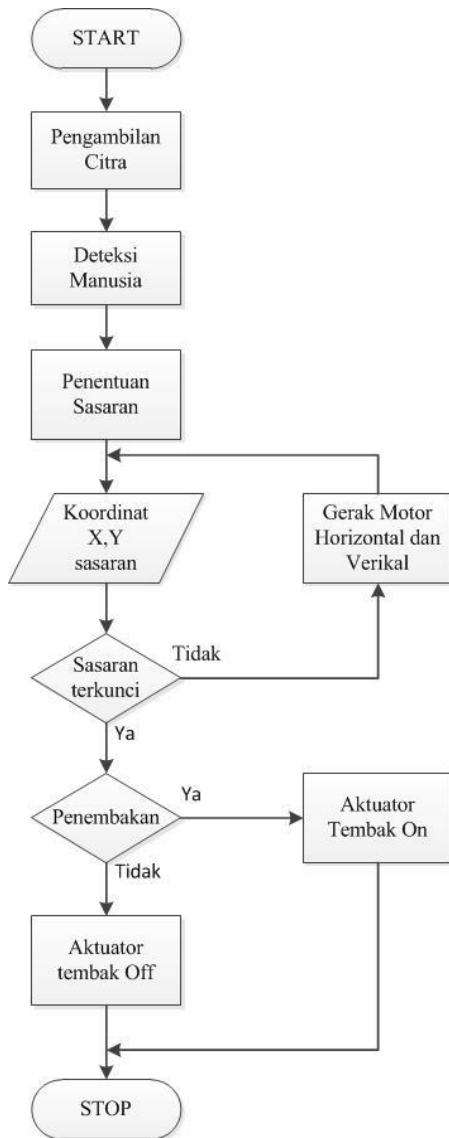 START
Pengambilan
Citra
Deteksi
Manusia
Penentuan
Sasaran
Koordinat
X,Y
sasaran
Gerak Motor
Horizontal dan
Verikal
Sasaran
terkunci
Tidak
Ya
Penembakan
Ya
Aktuator
Tembak On
Tidak
Aktuator
tembak Off
STOP